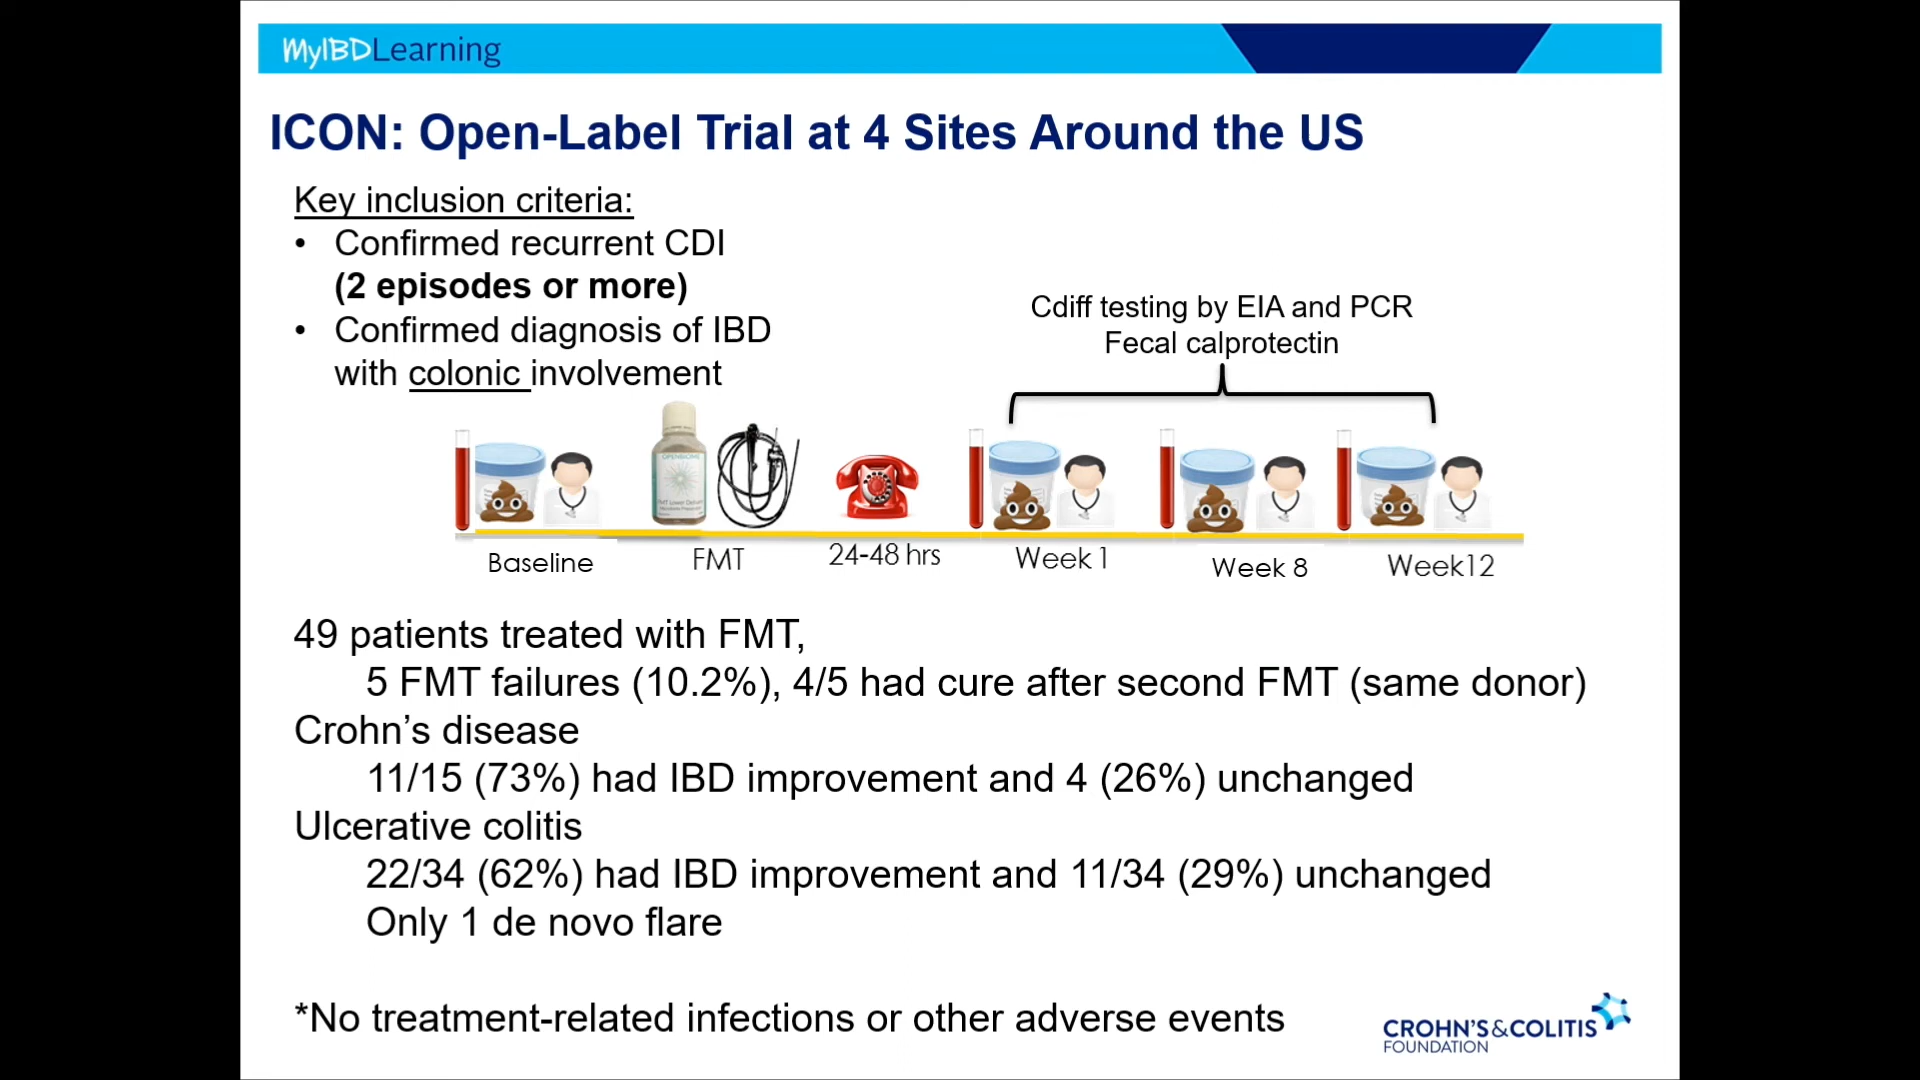 MyIBDLearning
ICON: Open-Label Trial at 4 Sites Around the US
Key inclusion criteria:
• Confirmed recurrent CDI
(2 episodes or more)
• Confirmed diagnosis of IBD
with colonic involvement
Cdiff testing by EIA and PCR
Fecal calprotectin
OPENBIOME
FMT Lower Delivery
Baseline
FMT
24-48 hrs
Week 1
Week 8
Week12
49 patients treated with FMT,
5 FMT failures (10.2%), 4/5 had cure after second FMT (same donor)
Crohn’s disease
11/15 (73%) had IBD improvement and 4 (26%) unchanged
Ulcerative colitis
22/34 (62%) had IBD improvement and 11/34 (29%) unchanged
Only 1 de novo flare
*No treatment-related infections or other adverse events
CROHN’S&COLITIS
FOUNDATION